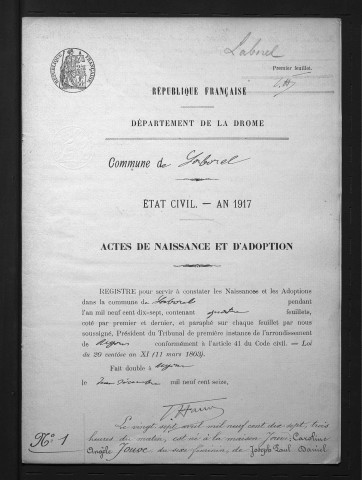 Laborel
Premier feuillet.
RÉPUBLIQUE FRANÇAISE
RÉPUBLIQUE FRANÇAISE
DÉPARTEMENT DE LA DROME
Commune de Laborel
ÉTAT CIVIL. — AN 1917
ACTES DE NAISSANCE ET D'ADOPTION
REGISTRE pour servir à constater les Naissances et les Adoptions
dans la commune de Laborel pendant
l'an mil neuf cent dix-sept, contenant quatre feuillets,
coté par premier et dernier, et paraphé sur chaque feuillet par nous
soussigné, Président du Tribunal de première instance de l'arrondissement
de Nyons conformément à l'article 41 du Code civil. — Loi
du 20 ventôse an XI (11 mars 1803).
Fait double à Nyons
le décembre mil neuf cent seize.
N° 1
Le vingt sept avril mil neuf cent dix sept, trois
heures du matin, est né à la maison Jouve, Caroline
Angèle Jouve du sexe féminin, de Joseph Paul Daniel